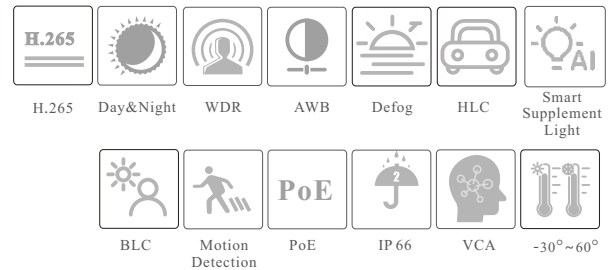 H.265
AI
H.265
Day&Night
WDR
AWB
Defog
HLC
Smart
Supplement
Light
PoE
2
BLC
Motion
Detection
PoE
IP 66
VCA
-30°~60°